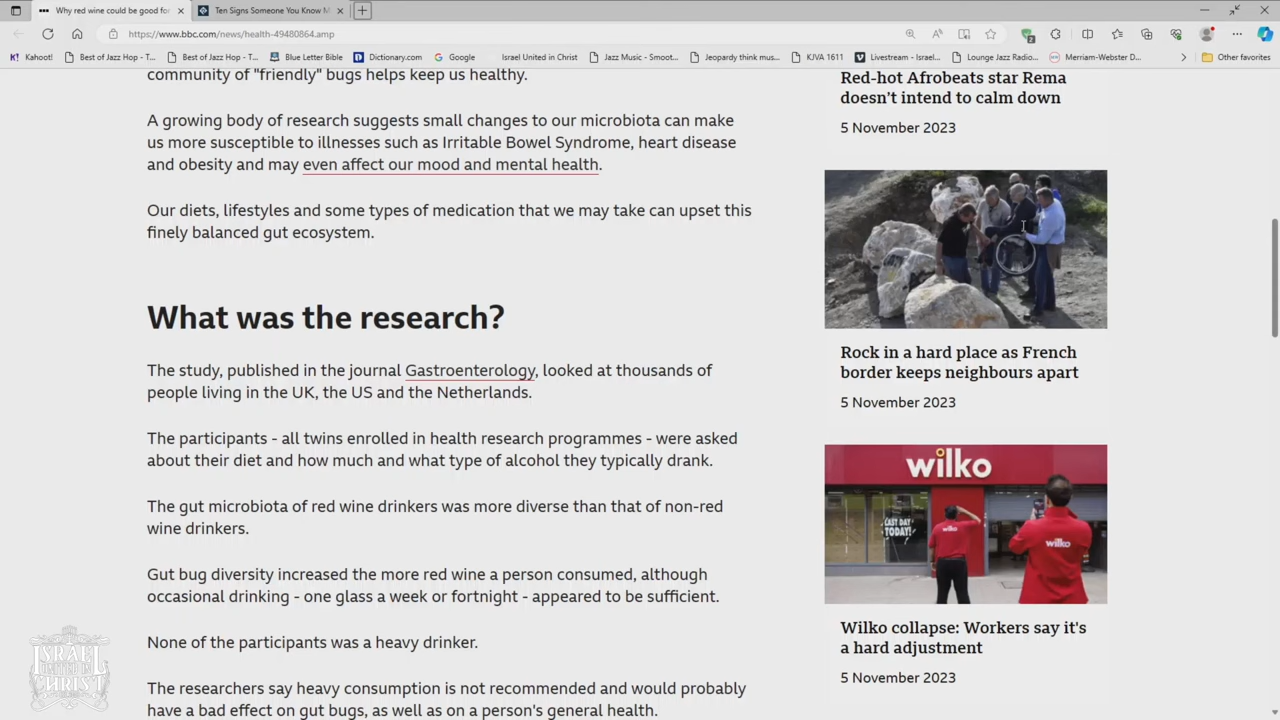 Why red wine could be good for
Ten Signs Someone You Know M
https://www.bbc.com/news/health-49480864.amp
Kahoot!
Best of Jazz Hop - T...
Best of Jazz Hop - T...
Blue Letter Bible
Dictionary.com
Google
Israel United in Christ
Jazz Music - Smoot...
Jeopardy think mus...
KJVA 1611
Livestream - Israel...
Lounge Jazz Radio...
Merriam-Webster D...
Other favorites
community of "friendly" bugs helps keep us healthy.
A growing body of research suggests small changes to our microbiota can make
us more susceptible to illnesses such as Irritable Bowel Syndrome, heart disease
and obesity and may even affect our mood and mental health.
Our diets, lifestyles and some types of medication that we may take can upset this
finely balanced gut ecosystem.
What was the research?
The study, published in the journal Gastroenterology, looked at thousands of
people living in the UK, the US and the Netherlands.
The participants - all twins enrolled in health research programmes - were asked
about their diet and how much and what type of alcohol they typically drank.
The gut microbiota of red wine drinkers was more diverse than that of non-red
wine drinkers.
Gut bug diversity increased the more red wine a person consumed, although
occasional drinking - one glass a week or fortnight - appeared to be sufficient.
None of the participants was a heavy drinker.
The researchers say heavy consumption is not recommended and would probably
have a bad effect on gut bugs, as well as on a person's general health.
Red-hot Afrobeats star Rema
doesn't intend to calm down
5 November 2023
Rock in a hard place as French
border keeps neighbours apart
5 November 2023
wilko
LAST DAY
TODAY!
wilko
wilko
Wilko collapse: Workers say it's
a hard adjustment
5 November 2023
ISRAEL
UNITED IN
CHRIST